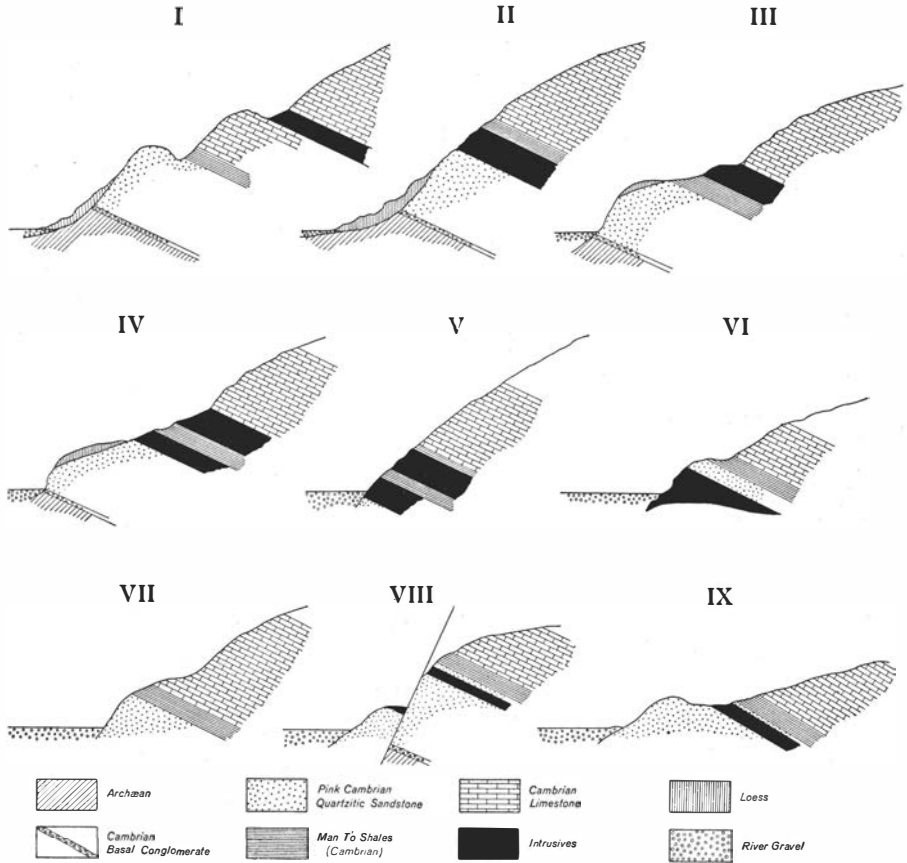 I
II
III
IV
V
VI
VII
VIII
IX
Archæan
Pink Cambrian
Quartzitic Sandstone
Cambrian
Limestone
Loess
Cambrian
Basal Conglomerate
Man To Shales
(Cambrian)
Intrusives
River Gravel